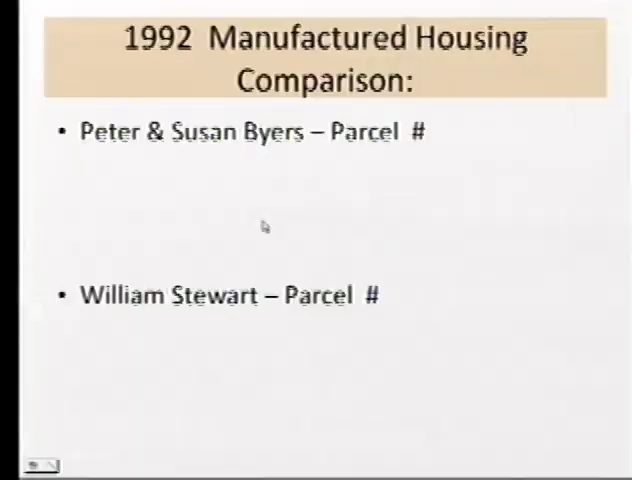 1992 Manufactured Housing
Comparison:
• Peter & Susan Byers – Parcel #
• William Stewart – Parcel #